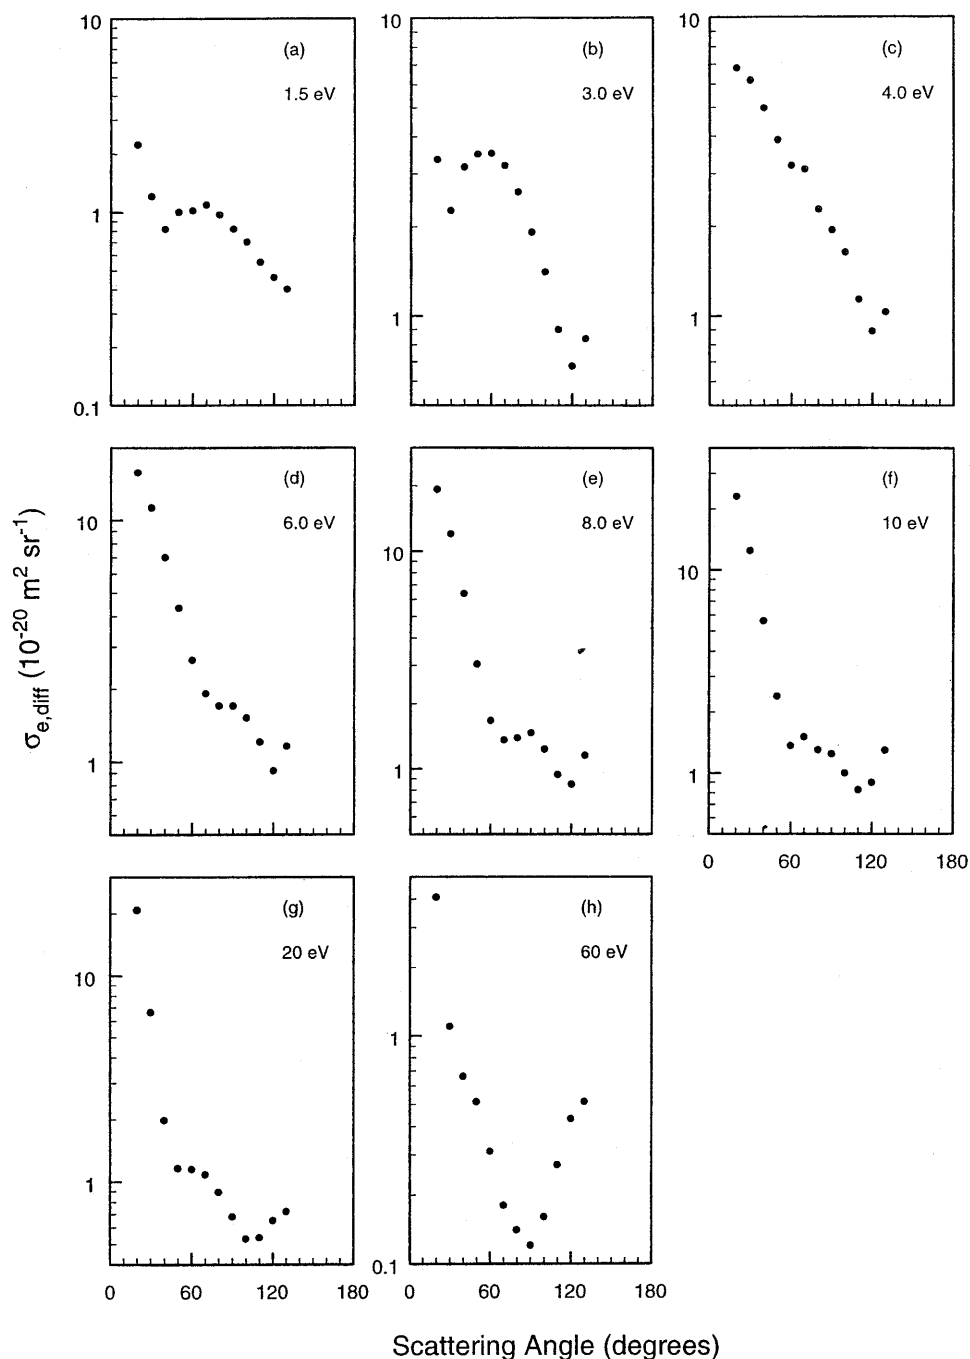 10
1
0.1
(a)
1.5 eV
10
1
(b)
3.0 eV
10
1
(c)
4.0 eV
σe,diff (10-20 m2 sr-1)
10
1
(d)
6.0 eV
10
1
(e)
8.0 eV
10
1
(f)
10 eV
0 60 120 180
10
1
(g)
20 eV
0 60 120
1
0.1
(h)
60 eV
0 60 120 180
Scattering Angle (degrees)